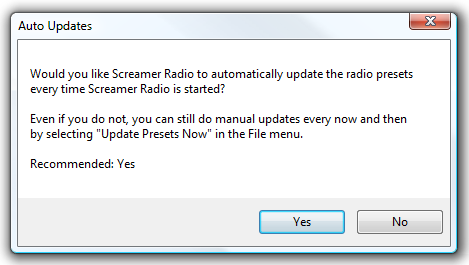 Auto Updates
Would you like Screamer Radio to automatically update the radio presets
every time Screamer Radio is started?
Even if you do not, you can still do manual updates every now and then
by selecting "Update Presets Now" in the File menu.
Recommended: Yes
Yes No